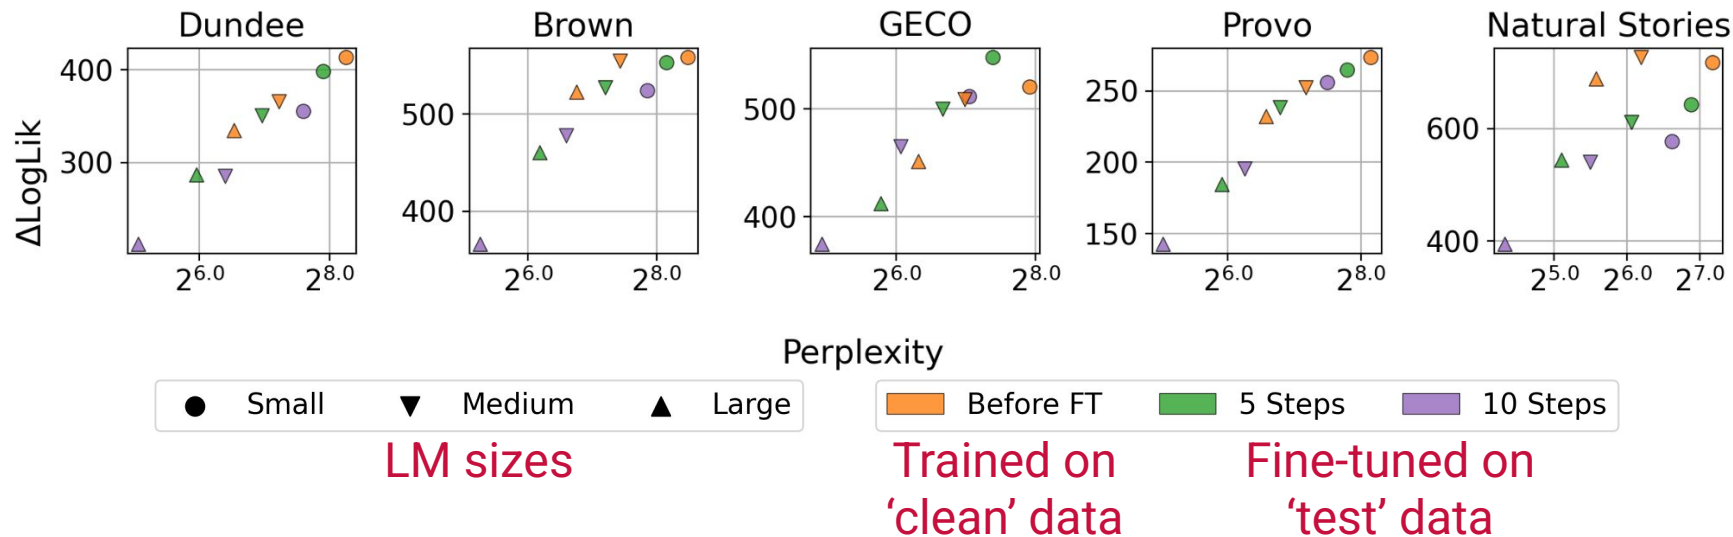 Dundee Brown GECO Provo Natural Stories
ΔLogLik
400
300
500
400
500
400
250
200
150
600
400
2^6.0 2^8.0 2^6.0 2^8.0 2^6.0 2^8.0 2^6.0 2^8.0 2^5.0 2^6.0 2^7.0
Perplexity
Small Medium Large Before FT 5 Steps 10 Steps
LM sizes
Trained on
‘clean’ data
Fine-tuned on
‘test’ data